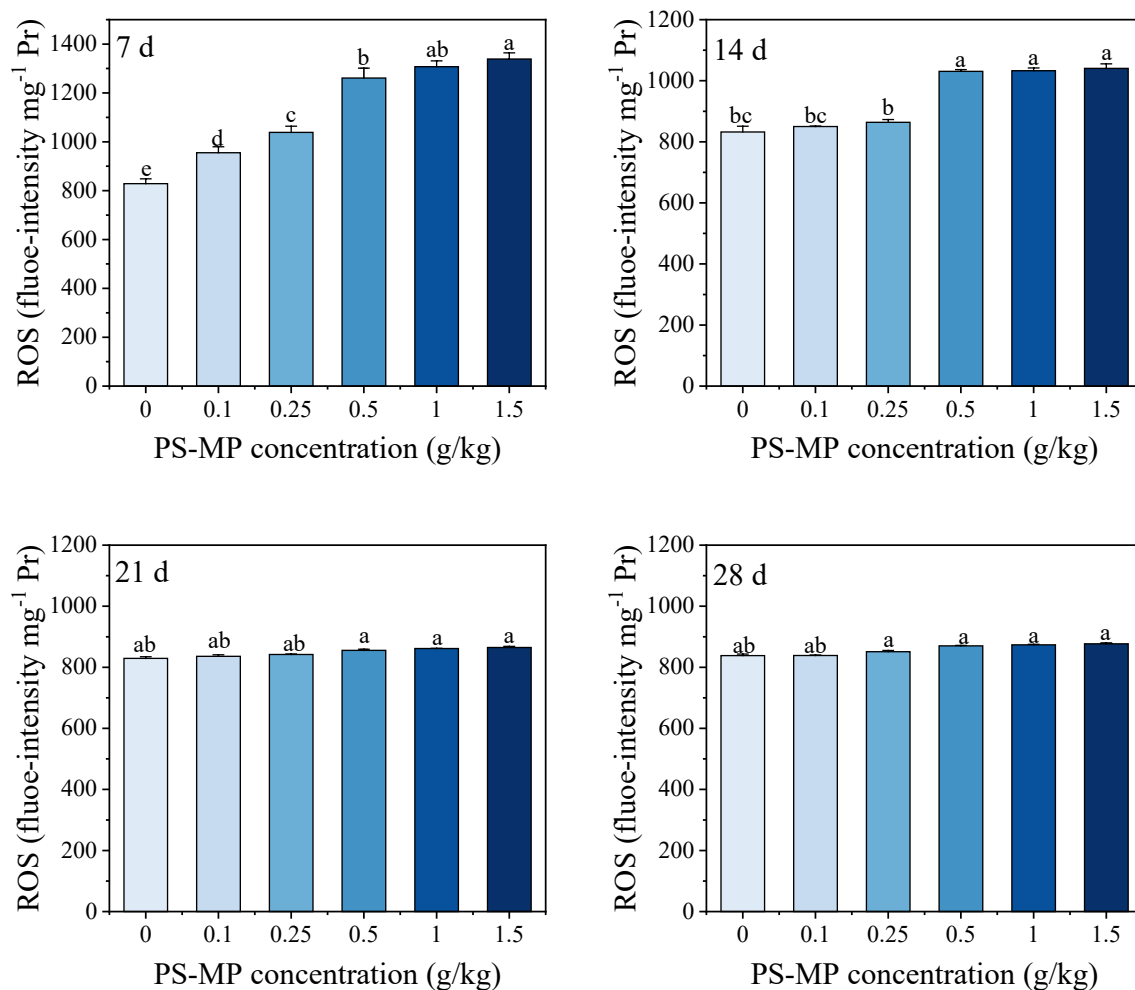 7 d
ROS (fluoe-intensity mg⁻¹ Pr)
1400
1200
1000
800
600
400
200
0
e
d
c
b
ab
a
0 0.1 0.25 0.5 1 1.5
PS-MP concentration (g/kg)
14 d
ROS (fluoe-intensity mg⁻¹ Pr)
1200
1000
800
600
400
200
0
bc
bc
b
a
a
a
0 0.1 0.25 0.5 1 1.5
PS-MP concentration (g/kg)
21 d
ROS (fluoe-intensity mg⁻¹ Pr)
1200
1000
800
600
400
200
0
ab
ab
ab
a
a
a
0 0.1 0.25 0.5 1 1.5
PS-MP concentration (g/kg)
28 d
ROS (fluoe-intensity mg⁻¹ Pr)
1200
1000
800
600
400
200
0
ab
ab
a
a
a
a
0 0.1 0.25 0.5 1 1.5
PS-MP concentration (g/kg)